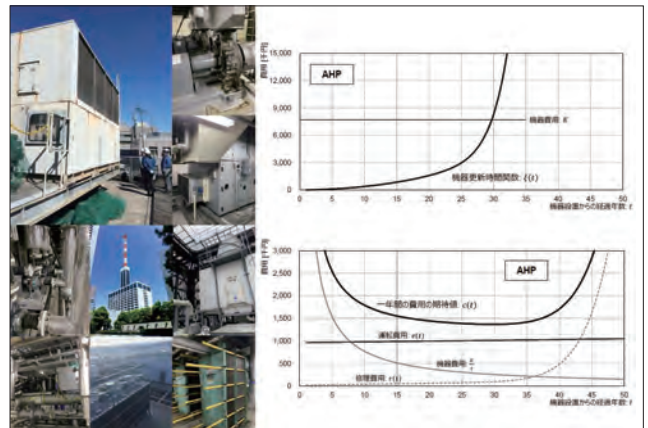 費用[千円]
15,000
12,000
9,000
6,000
3,000
0
AHP
機器費用: K
機器更新時間関数: ξ(t)
0 5 10 15 20 25 30 35 40 45 50
機器設置からの経過年数: t
費用[千円]
3,000
2,500
2,000
1,500
1,000
500
0
AHP
一年間の費用の期待値: c(t)
運転費用: e(t)
機器費用: K/t
修理費用: r(t)
0 5 10 15 20 25 30 35 40 45 50
機器設置からの経過年数: t